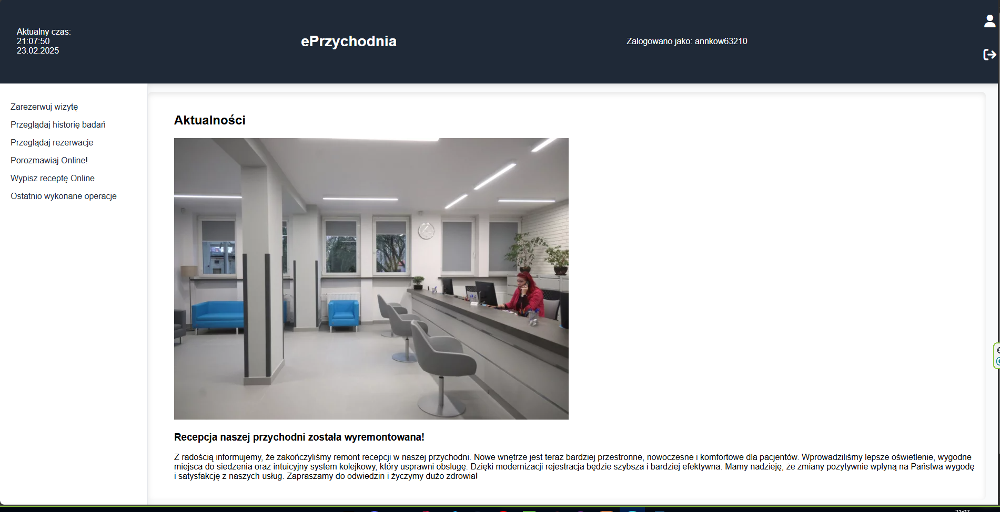 Aktualny czas:
21:07:50
23.02.2025
ePrzychodnia
Zalogowano jako: annkow63210
Zarezerwuj wizytę
Przeglądaj historię badań
Przeglądaj rezerwacje
Porozmawiaj Online!
Wypisz receptę Online
Ostatnio wykonane operacje
Aktualności
Recepcja naszej przychodni została wyremontowana!
Z radością informujemy, że zakończyliśmy remont recepcji w naszej przychodni. Nowe wnętrze jest teraz bardziej przestronne, nowoczesne i komfortowe dla pacjentów. Wprowadziliśmy lepsze oświetlenie, wygodne
miejsca do siedzenia oraz intuicyjny system kolejkowy, który usprawni obsługę. Dzięki modernizacji rejestracja będzie szybsza i bardziej efektywna. Mamy nadzieję, że zmiany pozytywnie wpłyną na Państwa wygodę
i satysfakcję z naszych usług. Zapraszamy do odwiedzin i życzymy dużo zdrowia!
21:07